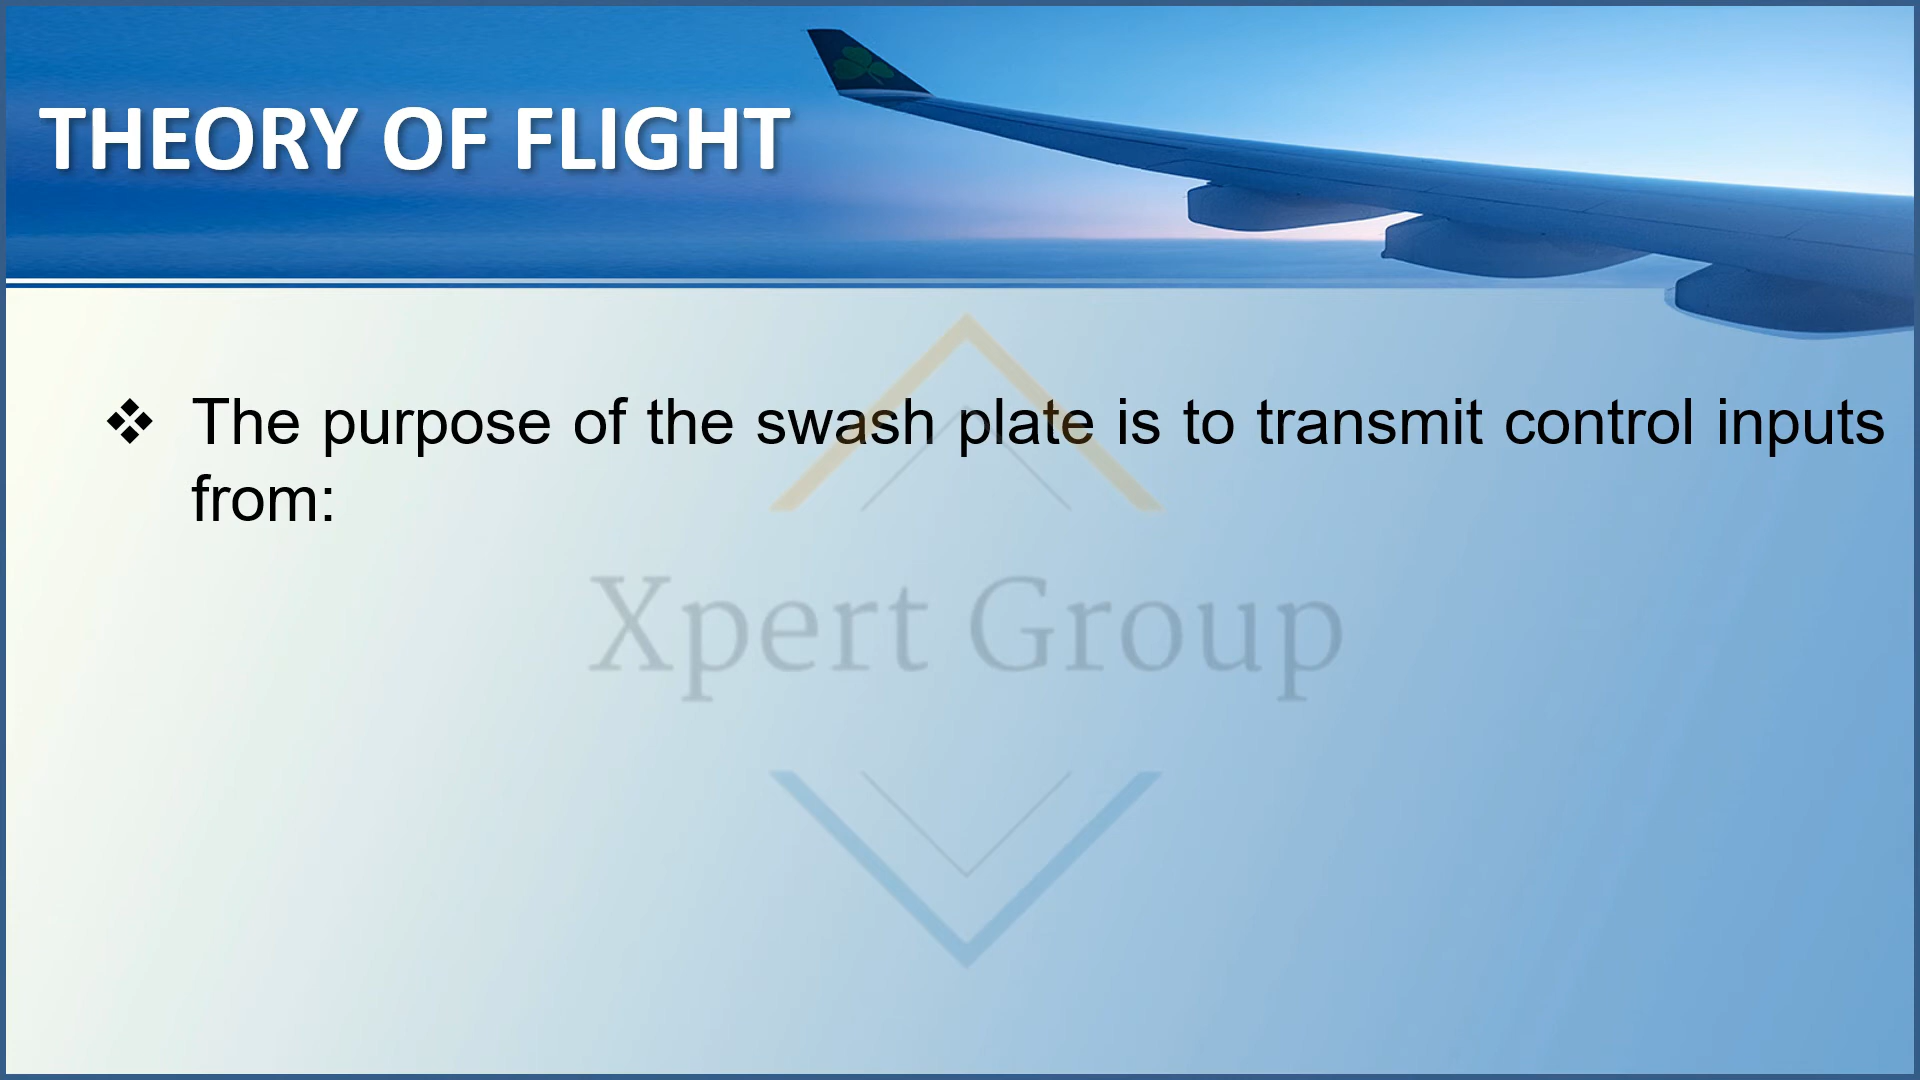 THEORY OF FLIGHT
❖ The purpose of the swash plate is to transmit control inputs
from:
Xpert Group